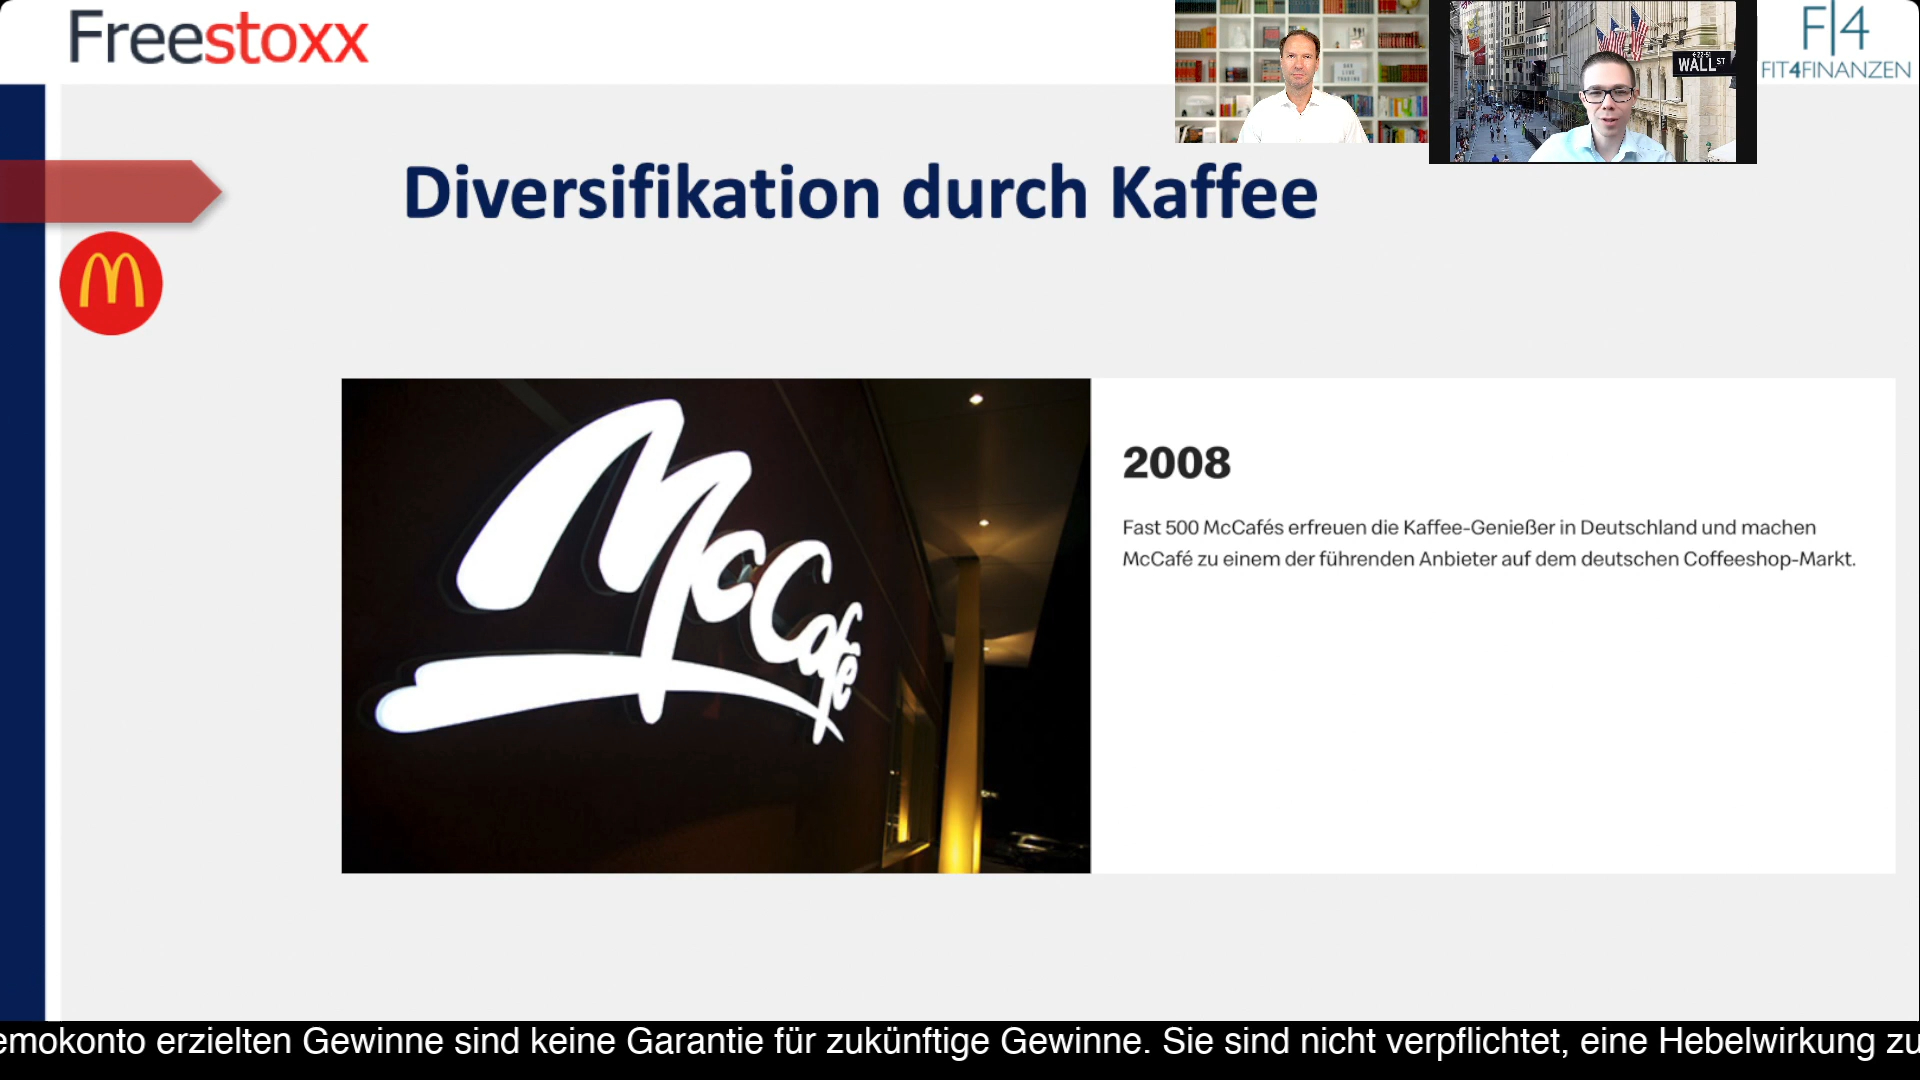 Freestoxx
WALL ST
F|4
FIT4FINANZEN
Diversifikation durch Kaffee
McCafé
2008
Fast 500 McCafés erfreuen die Kaffee-Genießer in Deutschland und machen
McCafé zu einem der führenden Anbieter auf dem deutschen Coffeeshop-Markt.
emokonto erzielten Gewinne sind keine Garantie für zukünftige Gewinne. Sie sind nicht verpflichtet, eine Hebelwirkung zu